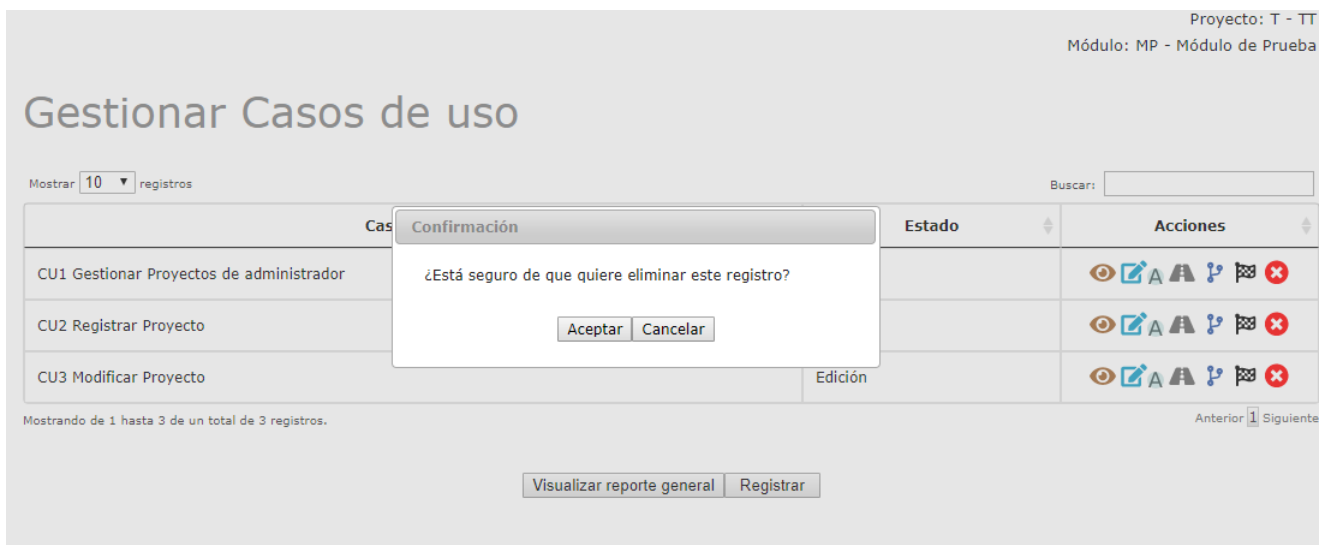 Proyecto: T - TT
Módulo: MP - Módulo de Prueba
Gestionar Casos de uso
Mostrar 10 registros
Buscar:
Cas
Estado
Acciones
Confirmación
¿Está seguro de que quiere eliminar este registro?
Aceptar Cancelar
CU1 Gestionar Proyectos de administrador
CU2 Registrar Proyecto
CU3 Modificar Proyecto
Edición
Mostrando de 1 hasta 3 de un total de 3 registros.
Anterior 1 Siguiente
Visualizar reporte general Registrar